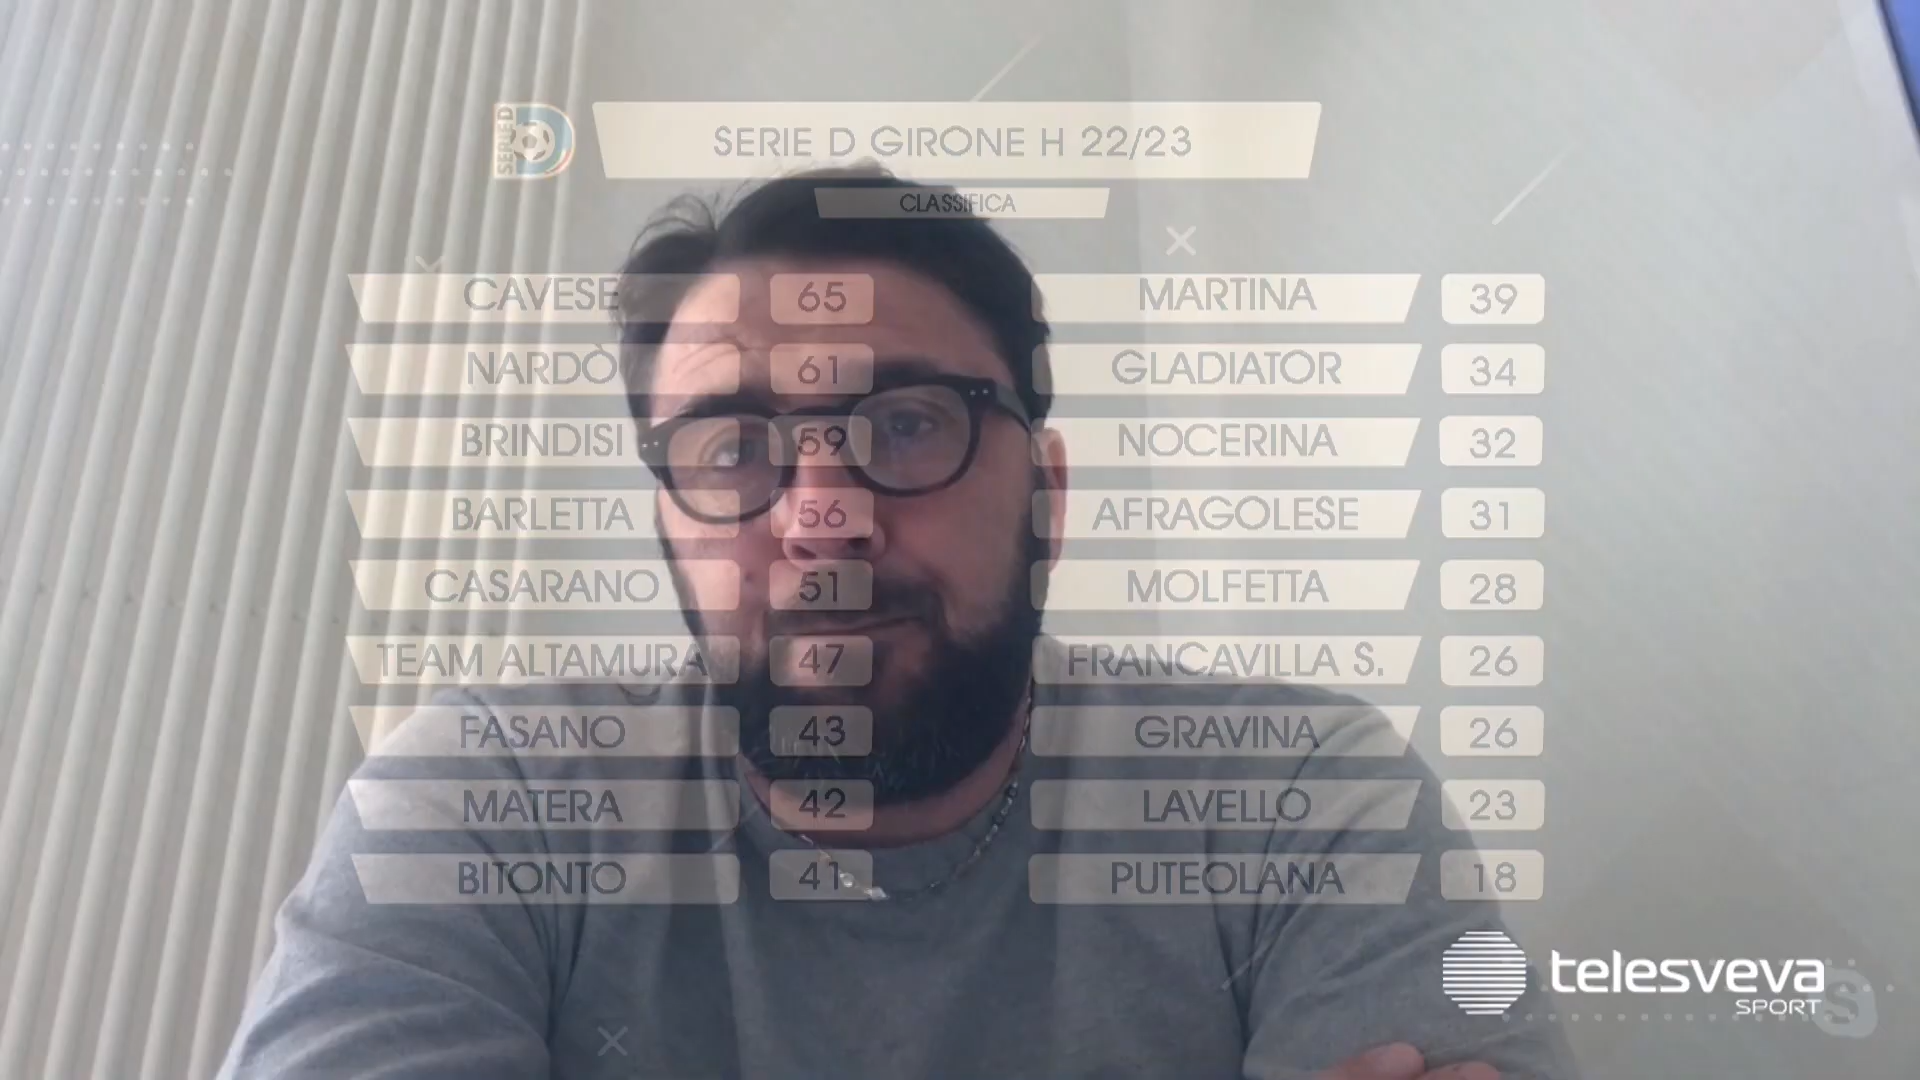 SERIE D
SERIE D GIRONE H 22/23
CLASSIFICA
CAVESE 65
NARDÒ 61
BRINDISI 59
BARLETTA 56
CASARANO 51
TEAM ALTAMURA 47
FASANO 43
MATERA 42
BITONTO 41
MARTINA 39
GLADIATOR 34
NOCERINA 32
AFRAGOLESE 31
MOLFETTA 28
FRANCAVILLA S. 26
GRAVINA 26
LAVELLO 23
PUTEOLANA 18
telesveva
SPORT
S